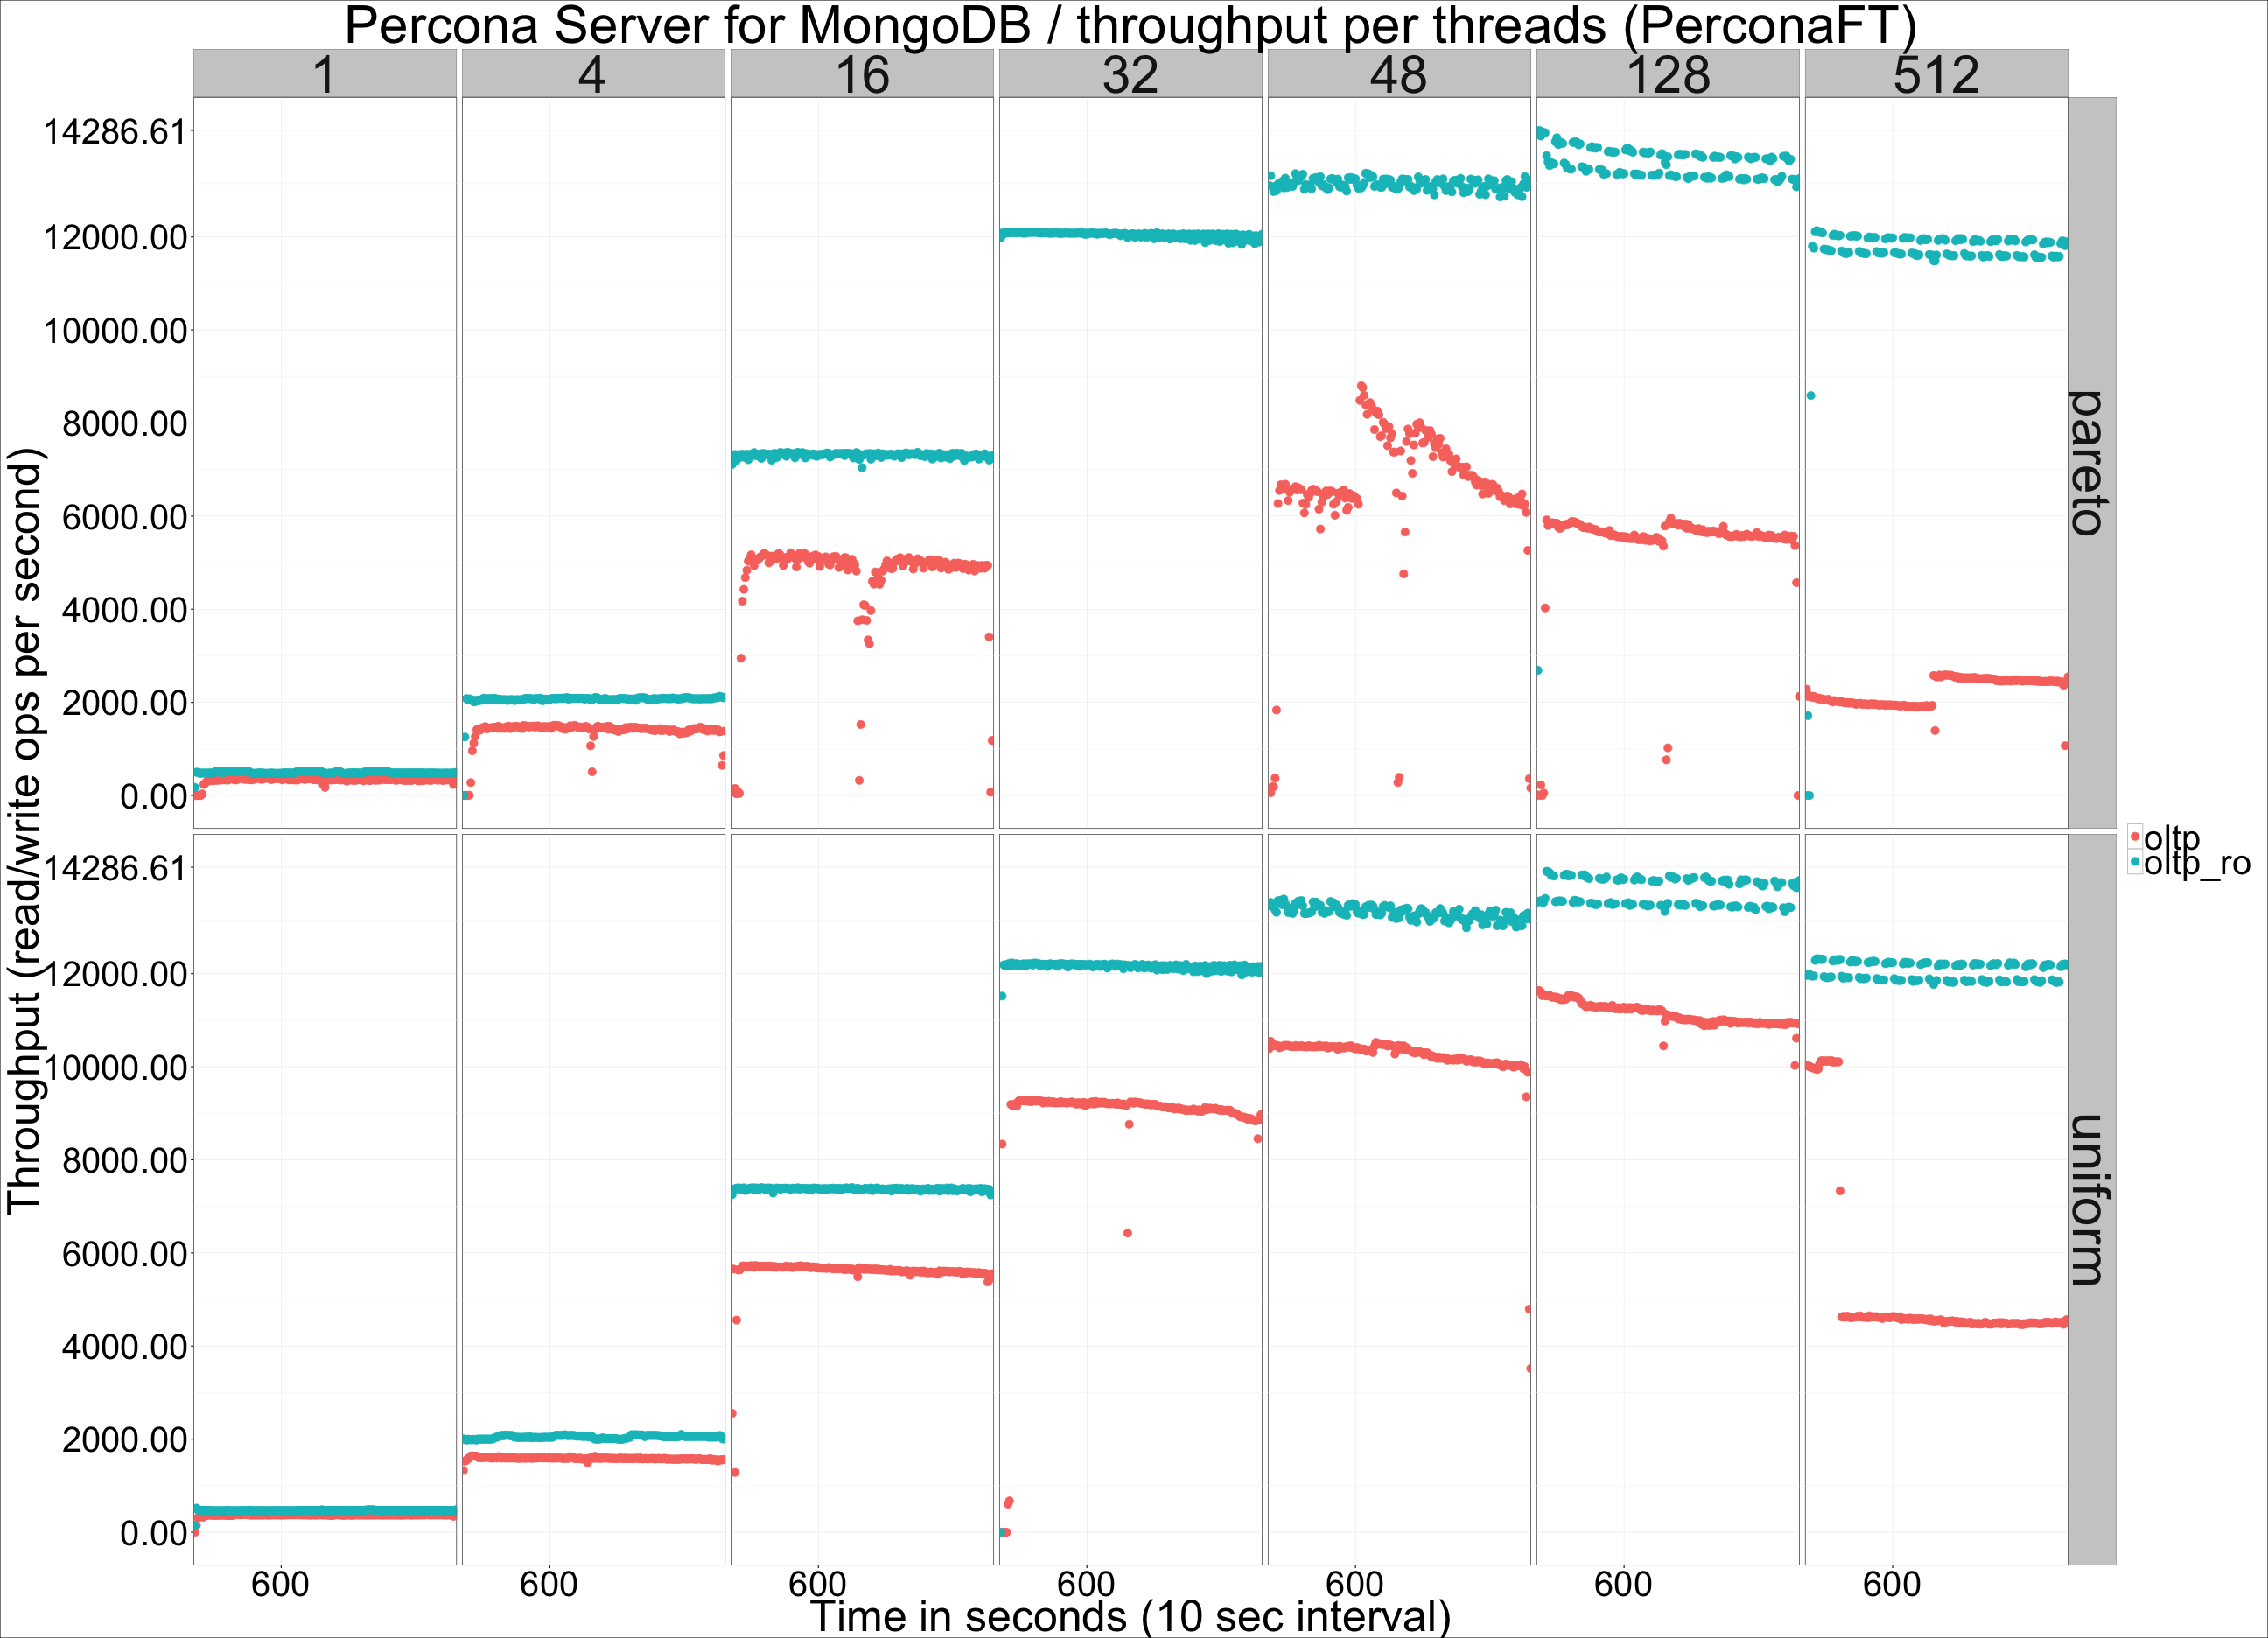 Percona Server for MongoDB / throughput per threads (PerconaFT)
1 4 16 32 48 128 512
14286.61
12000.00
10000.00
8000.00
6000.00
4000.00
2000.00
0.00
pareto
14286.61
12000.00
10000.00
8000.00
6000.00
4000.00
2000.00
0.00
uniform
Throughput (read/write ops per second)
oltp
oltp_ro
600 600 600 600 600 600 600
Time in seconds (10 sec interval)